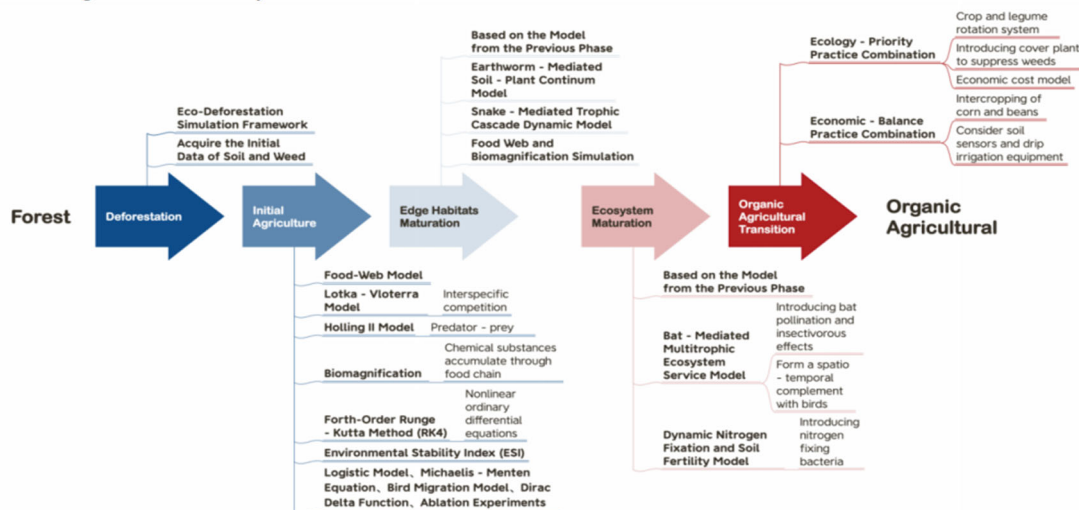 Crop and legume
rotation system
Ecology - Priority
Practice Combination
Introducing cover plant
to suppress weeds
Economic cost model
Economic - Balance
Practice Combination
Intercropping of
corn and beans
Consider soil
sensors and drip
irrigation equipment
Based on the Model
from the Previous Phase
Earthworm - Mediated
Soil - Plant Continum
Model
Snake - Mediated Trophic
Cascade Dynamic Model
Food Web and
Biomagnification Simulation
Eco-Deforestation
Simulation Framework
Acquire the Initial
Data of Soil and Weed
Forest
Deforestation
Initial
Agriculture
Edge Habitats
Maturation
Ecosystem
Maturation
Organic
Agricultural
Transition
Organic
Agricultural
Food-Web Model
Lotka - Vloterra
Model
Interspecific
competition
Holling II Model
Predator - prey
Biomagnification
Chemical substances
accumulate through
food chain
Forth-Order Runge
- Kutta Method (RK4)
Nonlinear
ordinary
differential
equations
Environmental Stability Index (ESI)
Logistic Model、Michaelis - Menten
Equation、Bird Migration Model、Dirac
Delta Function、Ablation Experiments
Based on the Model
from the Previous Phase
Bat - Mediated
Multitrophic
Ecosystem
Service Model
Introducing bat
pollination and
insectivorous
effects
Form a spatio
- temporal
complement
with birds
Dynamic Nitrogen
Fixation and Soil
Fertility Model
Introducing
nitrogen
fixing
bacteria